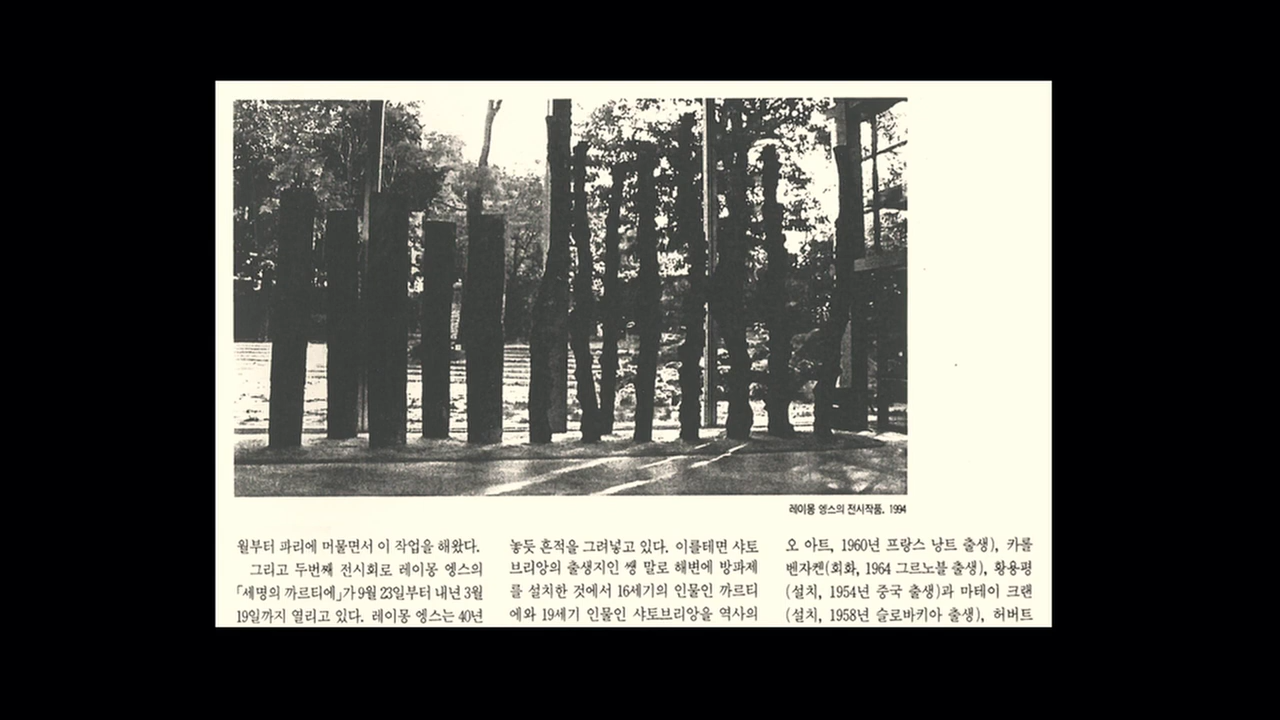 레이몽 엥스의 전시작품. 1994
월부터 파리에 머물면서 이 작업을 해왔다.
그리고 두번째 전시회로 레이몽 엥스의
「세명의 까르티에」가 9월 23일부터 내년 3월
19일까지 열리고 있다. 레이몽 엥스는 40년
놓듯 흔적을 그려넣고 있다. 이를테면 샤토
브리앙의 출생지인 쌩 말로 해변에 방파제
를 설치한 것에서 16세기의 인물인 까르티
에와 19세기 인물인 샤토브리앙을 역사의
오 아트, 1960년 프랑스 낭트 출생), 카롤
벤자켄(회화, 1964 그르노블 출생), 황용평
(설치, 1954년 중국 출생)과 마테이 크랜
(설치, 1958년 슬로바키아 출생), 허버트